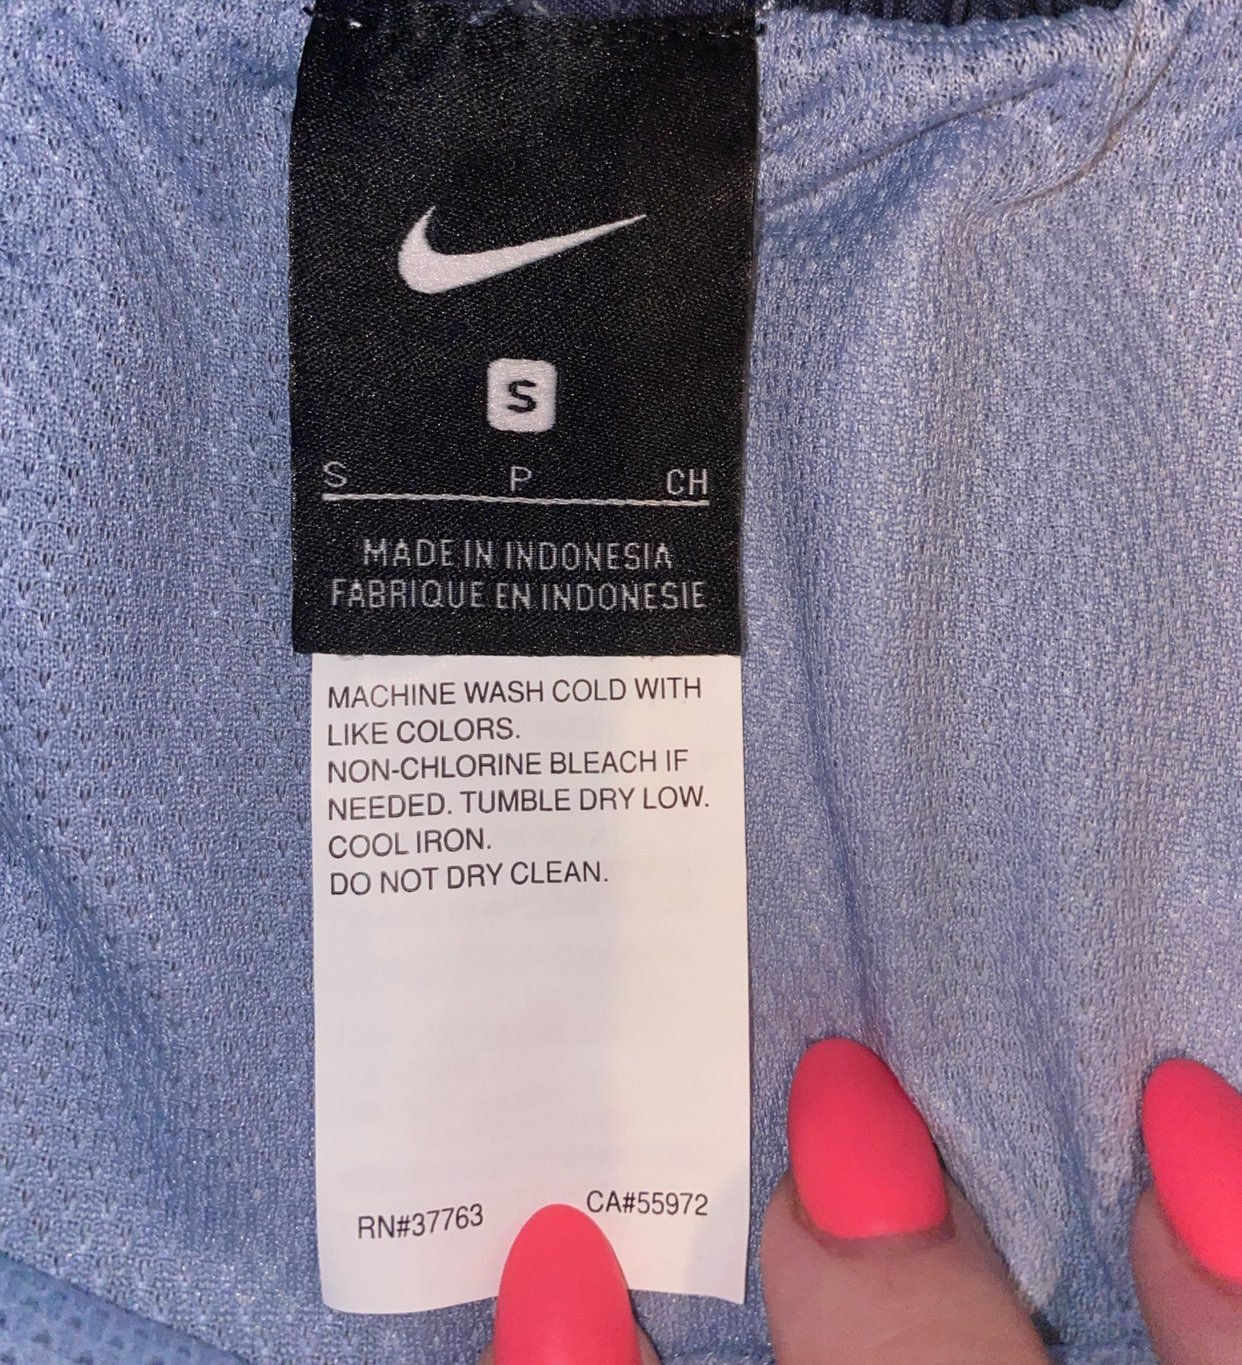 S
S P CH
MADE IN INDONESIA
FABRIQUE EN INDONESIE
MACHINE WASH COLD WITH
LIKE COLORS.
NON-CHLORINE BLEACH IF
NEEDED. TUMBLE DRY LOW.
COOL IRON.
DO NOT DRY CLEAN.
RN#37763 CA#55972